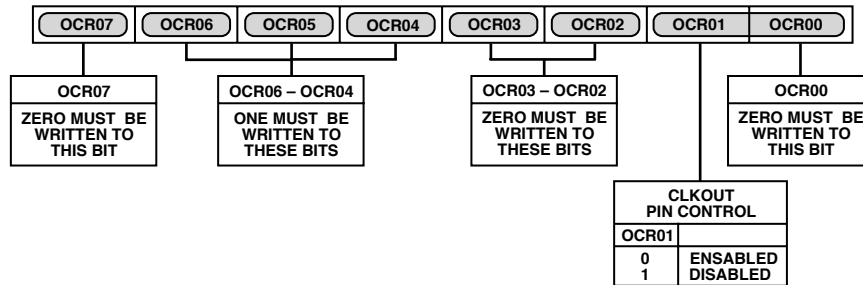 OCR07 OCR06 OCR05 OCR04 OCR03 OCR02 OCR01 OCR00
OCR07
ZERO MUST BE
WRITTEN TO
THIS BIT
OCR06 – OCR04
ONE MUST BE
WRITTEN TO
THESE BITS
OCR03 – OCR02
ZERO MUST BE
WRITTEN TO
THESE BITS
OCR00
ZERO MUST BE
WRITTEN TO
THIS BIT
CLKOUT
PIN CONTROL
OCR01
0 ENSABLED
1 DISABLED